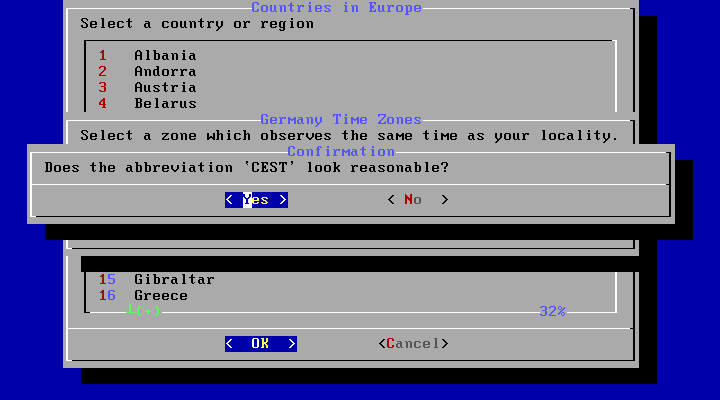 Countries in Europe
Select a country or region
1 Albania
2 Andorra
3 Austria
4 Belarus
Germany Time Zones
Select a zone which observes the same time as your locality.
Confirmation
Does the abbreviation 'CEST' look reasonable?
< Yes > < No >
15 Gibraltar
16 Greece
┴(+) 32%
< OK > <Cancel>